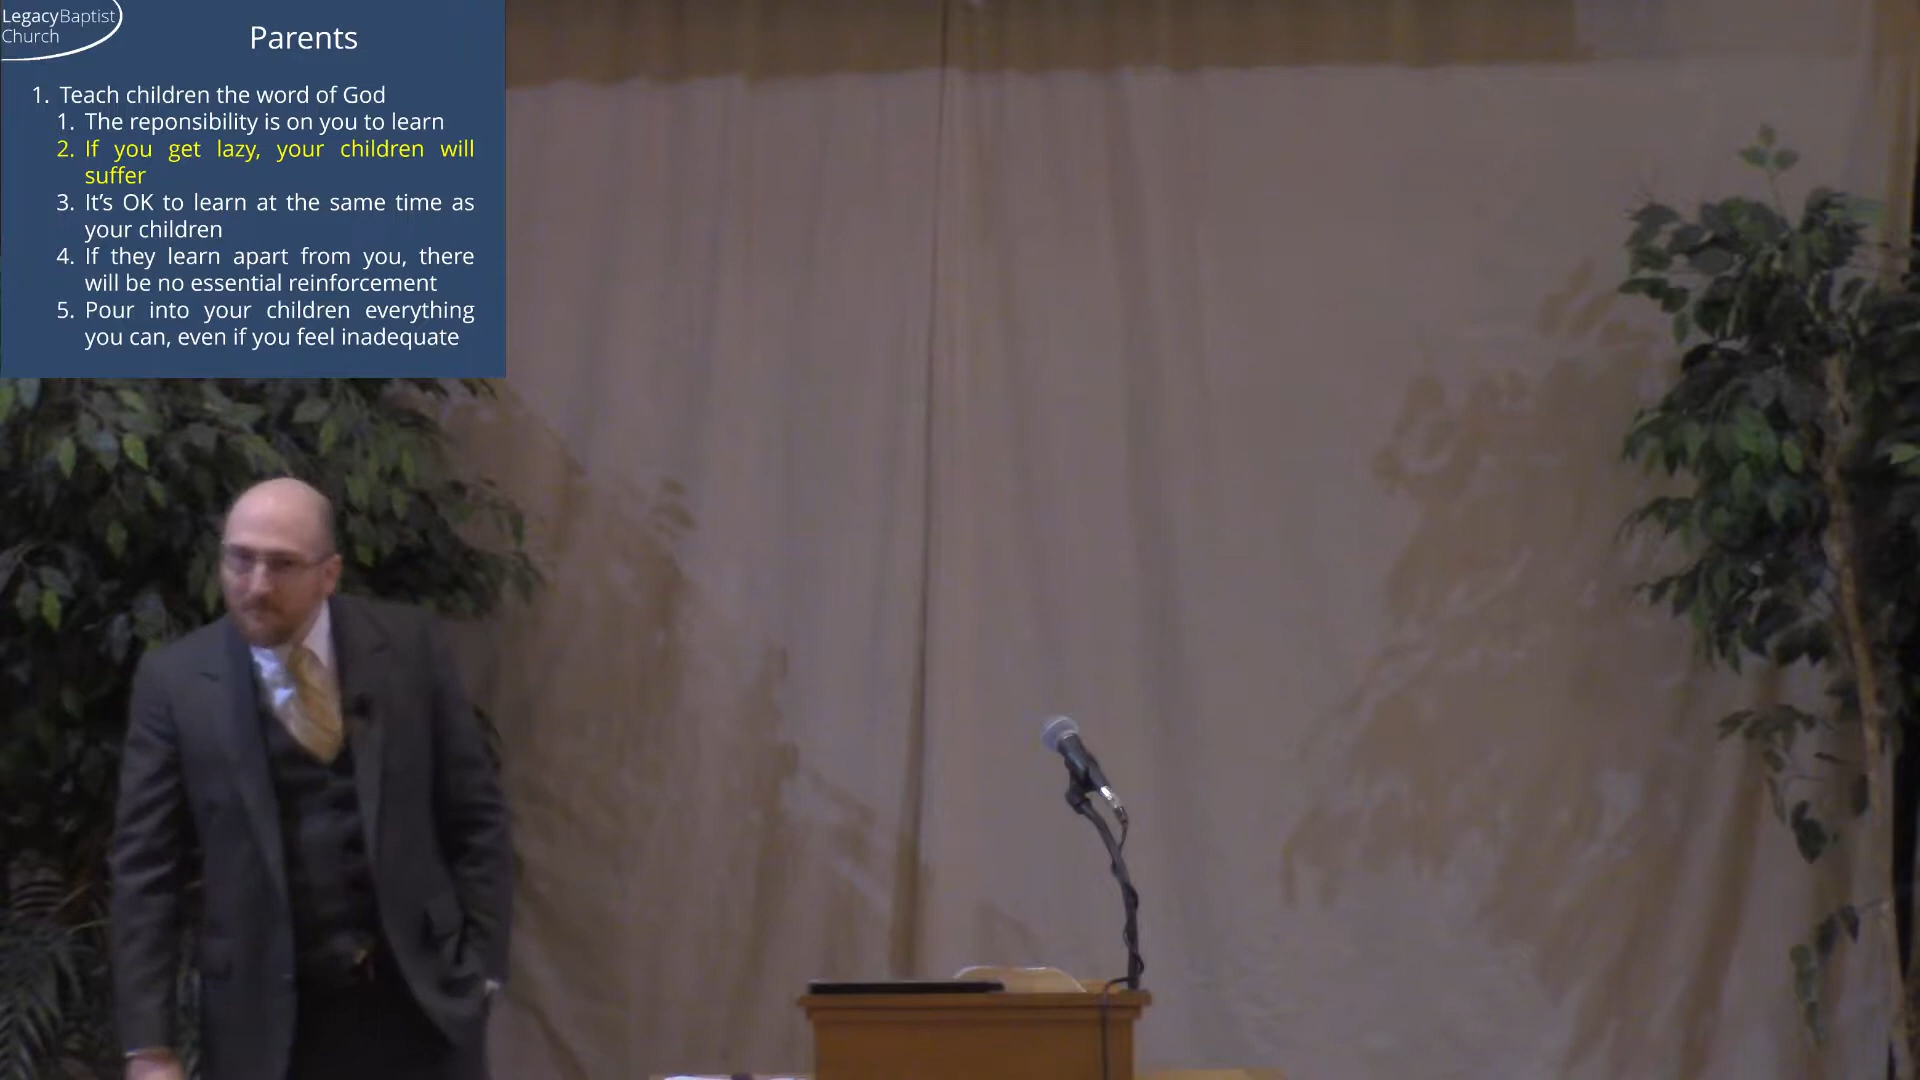 LegacyBaptist
Church
Parents
1. Teach children the word of God
1. The reponsibility is on you to learn
2. If you get lazy, your children will
suffer
3. It's OK to learn at the same time as
your children
4. If they learn apart from you, there
will be no essential reinforcement
5. Pour into your children everything
you can, even if you feel inadequate